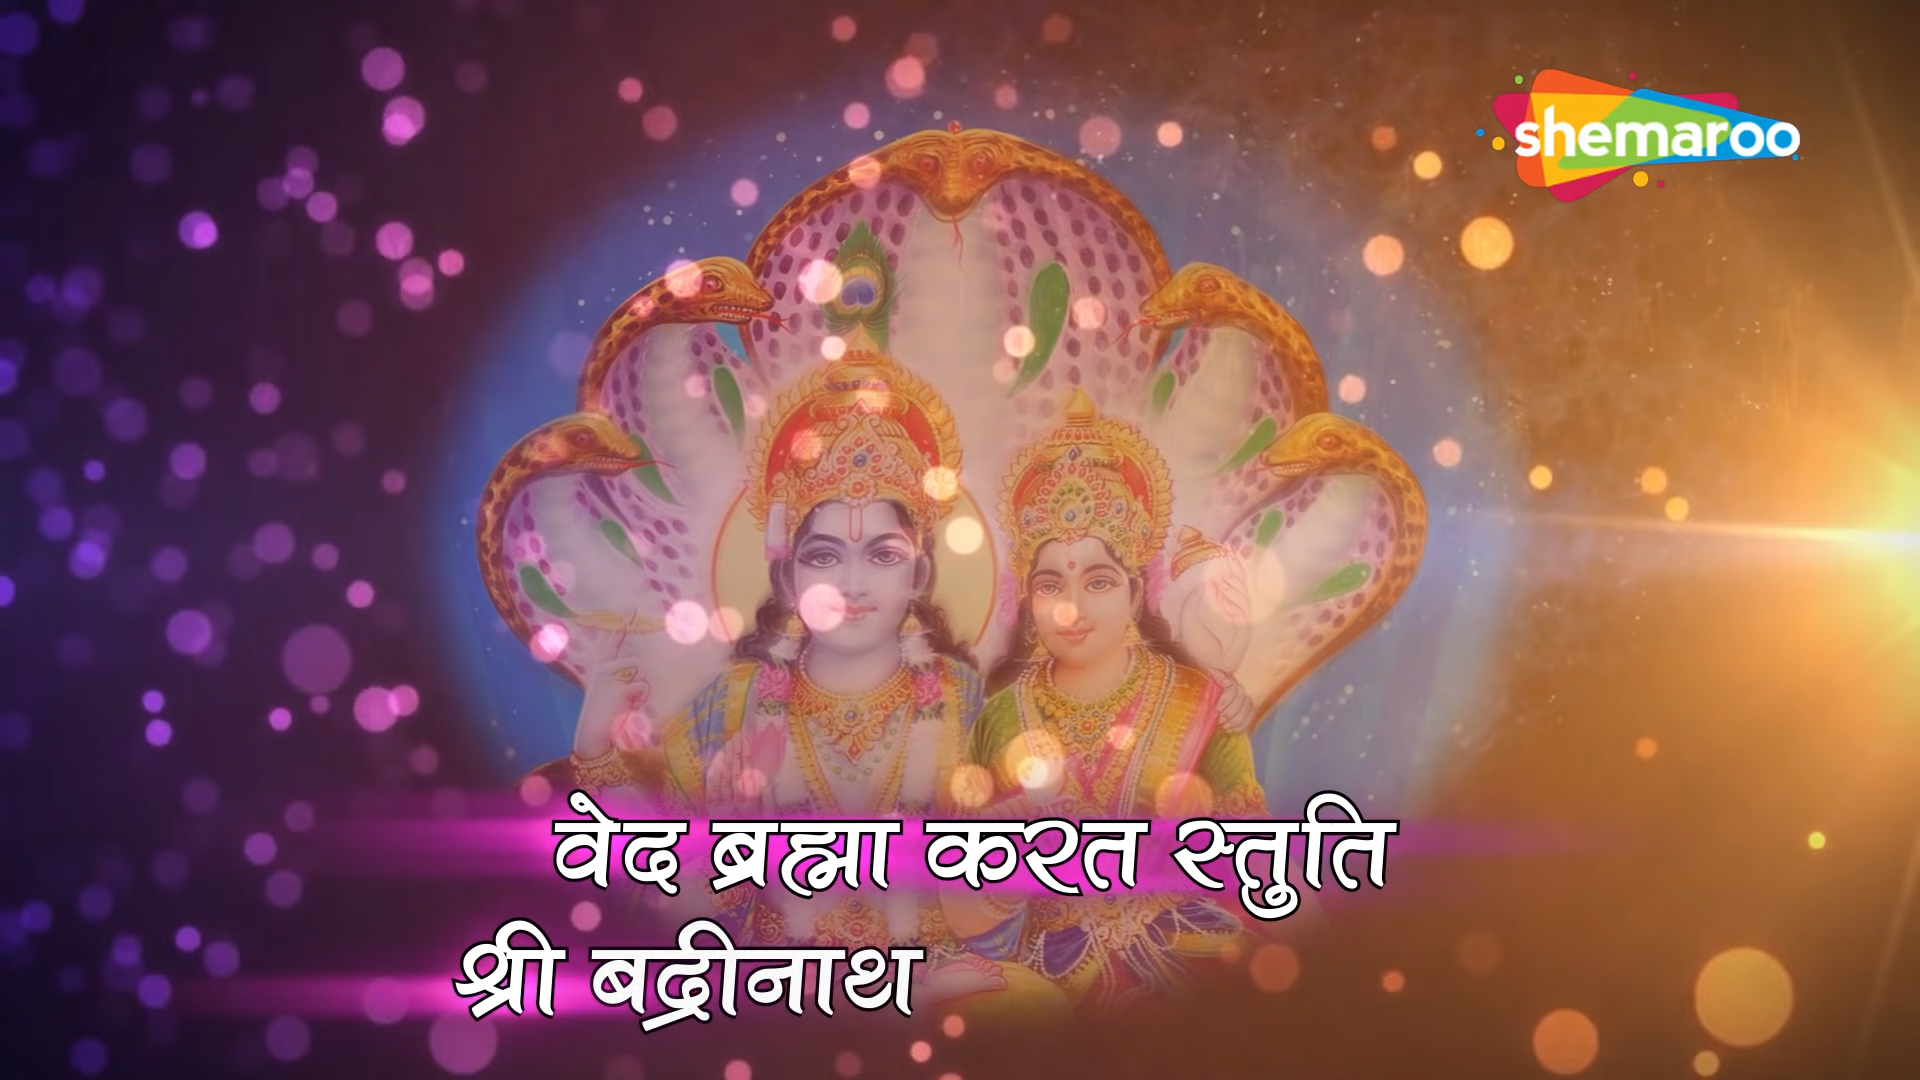 shemaroo
वेद ब्रह्मा करत स्तुति
श्री बद्रीनाथ